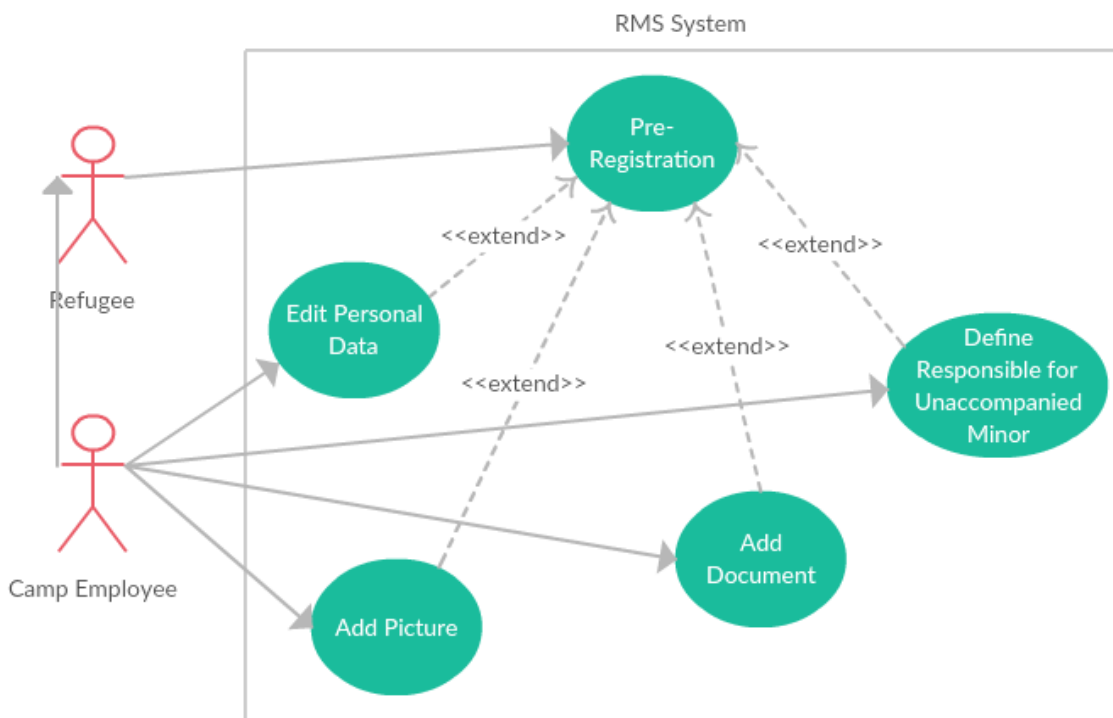 RMS System
Pre-
Registration
<<extend>>
<<extend>>
Refugee
Edit Personal
Data
<<extend>>
<<extend>>
Define
Responsible for
Unaccompanied
Minor
Add
Document
Camp Employee
Add Picture